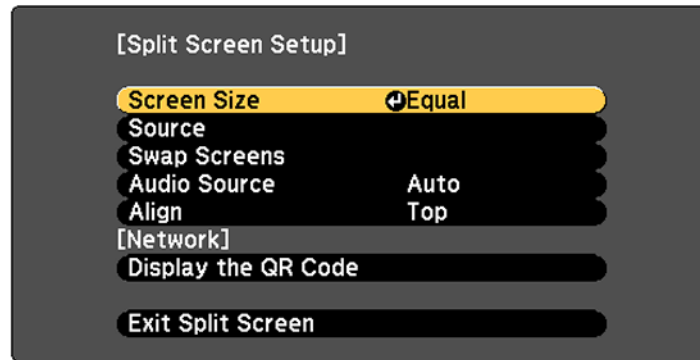 [Split Screen Setup]
Screen Size Equal
Source
Swap Screens
Audio Source Auto
Align Top
[Network]
Display the QR Code
Exit Split Screen